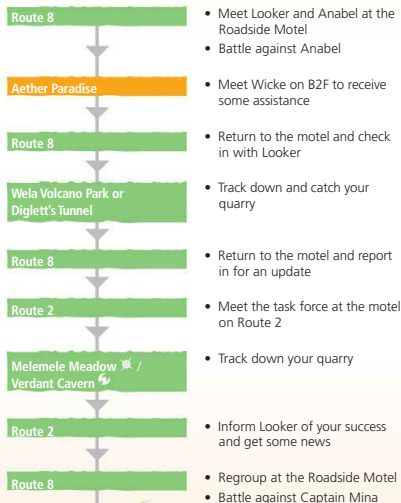 Route 8
• Meet Looker and Anabel at the
Roadside Motel
• Battle against Anabel
Aether Paradise
• Meet Wicke on B2F to receive
some assistance
Route 8
• Return to the motel and check
in with Looker
Wela Volcano Park or
Diglett's Tunnel
• Track down and catch your
quarry
Route 8
• Return to the motel and report
in for an update
Route 2
• Meet the task force at the motel
on Route 2
Melemele Meadow /
Verdant Cavern
• Track down your quarry
Route 2
• Inform Looker of your success
and get some news
Route 8
• Regroup at the Roadside Motel
• Battle against Captain Mina